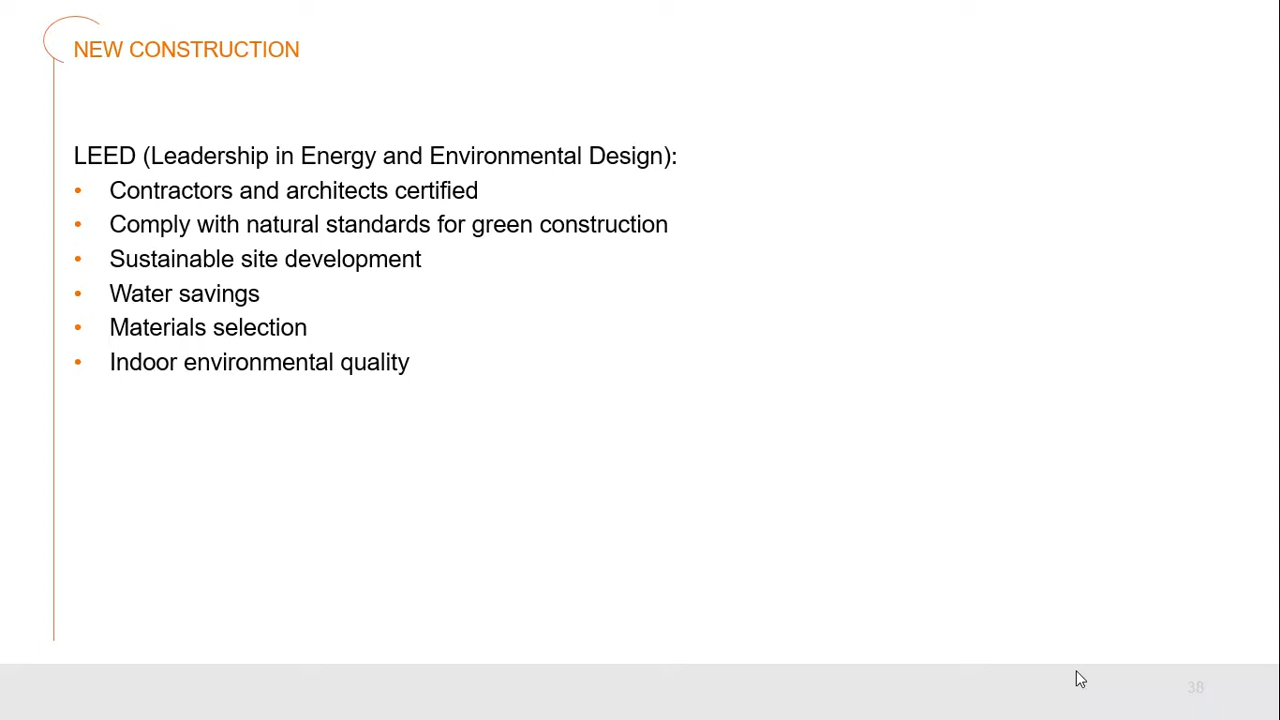 NEW CONSTRUCTION
LEED (Leadership in Energy and Environmental Design):
• Contractors and architects certified
• Comply with natural standards for green construction
• Sustainable site development
• Water savings
• Materials selection
• Indoor environmental quality
38